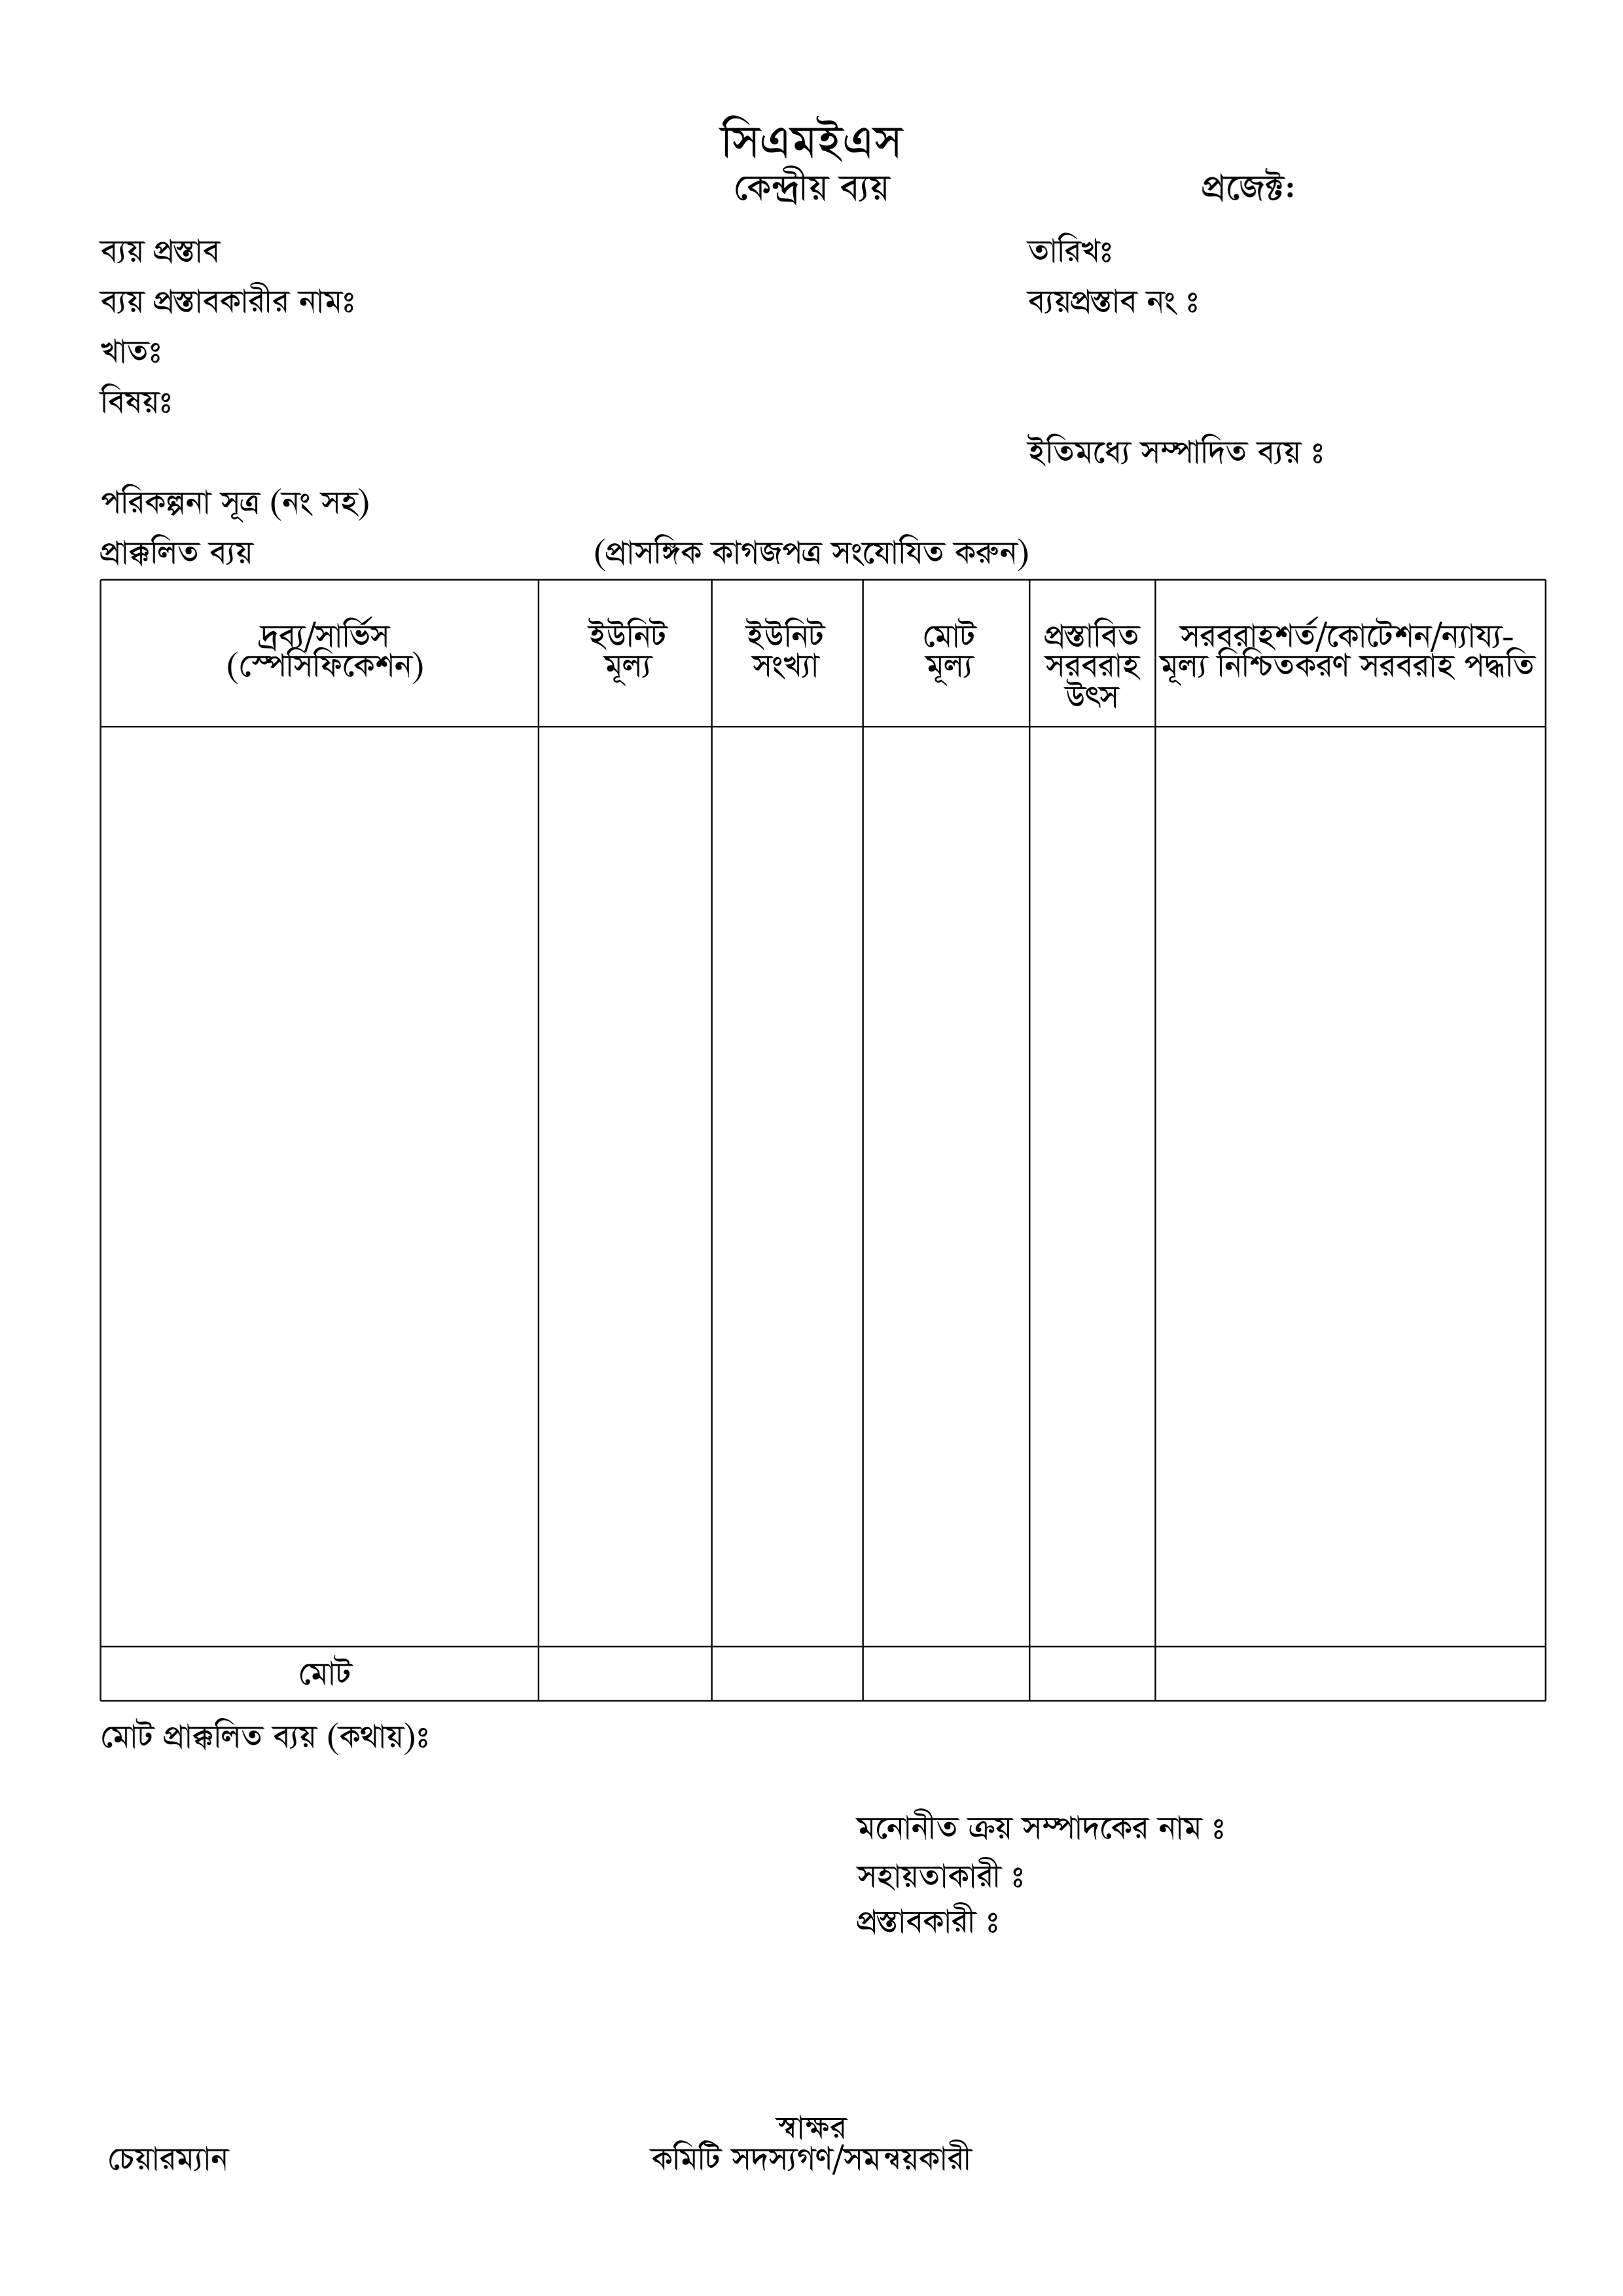 সিএমইএস
কেন্দ্রীয় ব্যয় প্রজেক্ট:
ব্যয় প্রস্তাব তারিখঃ
ব্যয় প্রস্তাবকারীর নামঃ ব্যয়প্রস্তাব নং ঃ
খাতঃ
বিষয়ঃ
ইতিমধ্যে সম্পাদিত ব্যয় ঃ
পরিকল্পনা সূত্র (নং সহ)
প্রাক্কলিত ব্যয় (প্রাসঙ্গিক কাগজপত্র সংযোযিত করুন)
দ্রব্য/সার্ভিস ইউনিট ইউনিট মোট প্রস্তাবিত সরবরাহশর্ত/কোটেশন/ন্যায্য-
(স্পেসিফিকেশন) মূল্য সংখ্যা মূল্য সরবরাহ মূল্য নিশ্চিতকরণ সরবরাহ পদ্ধতি
উৎস
মোট
মোট প্রাক্কলিত ব্যয় (কথায়)ঃ
মনোনীত ক্রয় সম্পাদকের নাম ঃ
সহায়তাকারী ঃ
প্রস্তাবকারী ঃ
স্বাক্ষর
চেয়ারম্যান কমিটি সদস্যগণ/সমন্বয়কারী